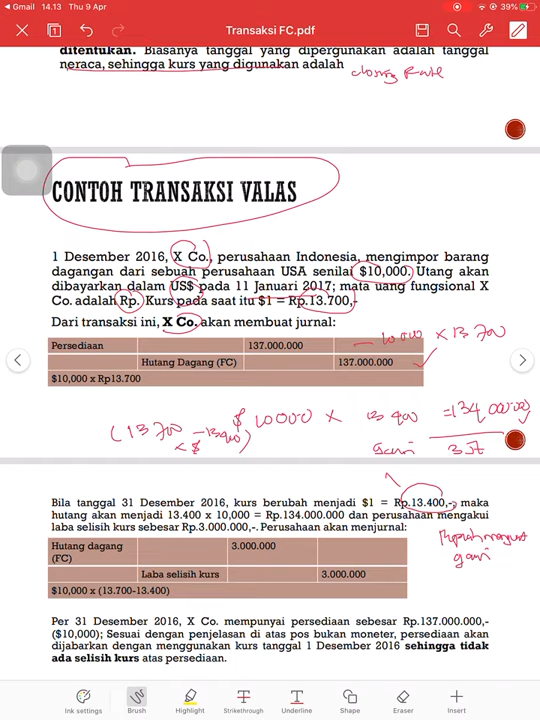 Gmail 14.13 Thu 9 Apr 39%
Transaksi FC.pdf
1
ditentukan. Biasanya tanggal yang dipergunakan adalah tanggal
neraca, sehingga kurs yang digunakan adalah
closing Rate
CONTOH TRANSAKSI VALAS
1 Desember 2016, X Co., perusahaan Indonesia, mengimpor barang
dagangan dari sebuah perusahaan USA senilai $10,000. Utang akan
dibayarkan dalam US$ pada 11 Januari 2017; mata uang fungsional X
Co. adalah Rp. Kurs pada saat itu $1 = Rp.13.700,-
Dari transaksi ini, X Co. akan membuat jurnal:
Persediaan 137.000.000
10000 x 13700
Hutang Dagang (FC) 137.000.000
$10,000 x Rp13.700
$ 10000 x 13400 = 134.000.000
(13700 - 13400)
x $
gain 3 jt
Bila tanggal 31 Desember 2016, kurs berubah menjadi $1 = Rp.13.400,-, maka
hutang akan menjadi 13.400 x 10,000 = Rp.134.000.000 dan perusahaan mengakui
laba selisih kurs sebesar Rp.3.000.000,-. Perusahaan akan menjurnal:
Rupiah menguat
gain
Hutang dagang 3.000.000
(FC)
Laba selisih kurs 3.000.000
$10,000 x (13.700-13.400)
Per 31 Desember 2016, X Co. mempunyai persediaan sebesar Rp.137.000.000,-
($10,000); Sesuai dengan penjelasan di atas pos bukan moneter, persediaan akan
dijabarkan dengan menggunakan kurs tanggal 1 Desember 2016 sehingga tidak
ada selisih kurs atas persediaan.
Ink settings Brush Highlight Strikethrough Underline Shape Eraser Insert